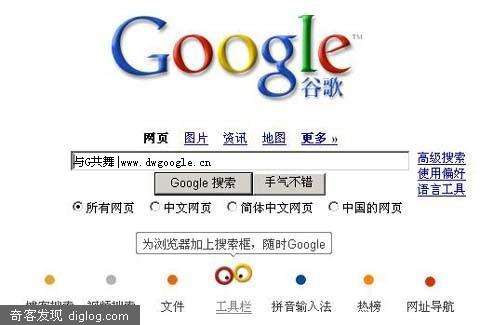 Google™
谷歌
网页 图片 资讯 地图 更多 »
与G共舞|www.dwgoogle.cn
高级搜索
使用偏好
语言工具
Google 搜索 手气不错
所有网页 中文网页 简体中文网页 中国的网页
为浏览器加上搜索框，随时Google
文件 工具栏 拼音输入法 热榜 网址导航
奇客发现 diglog.com